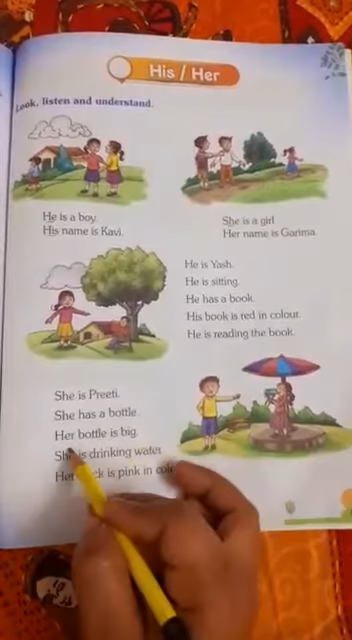 His / Her
Look, listen and understand.
He is a boy.
His name is Kavi.
She is a girl
Her name is Garima.
He is Yash.
He is sitting.
He has a book.
His book is red in colour.
He is reading the book.
She is Preeti.
She has a bottle.
Her bottle is big.
She is drinking water.
Her is pink in